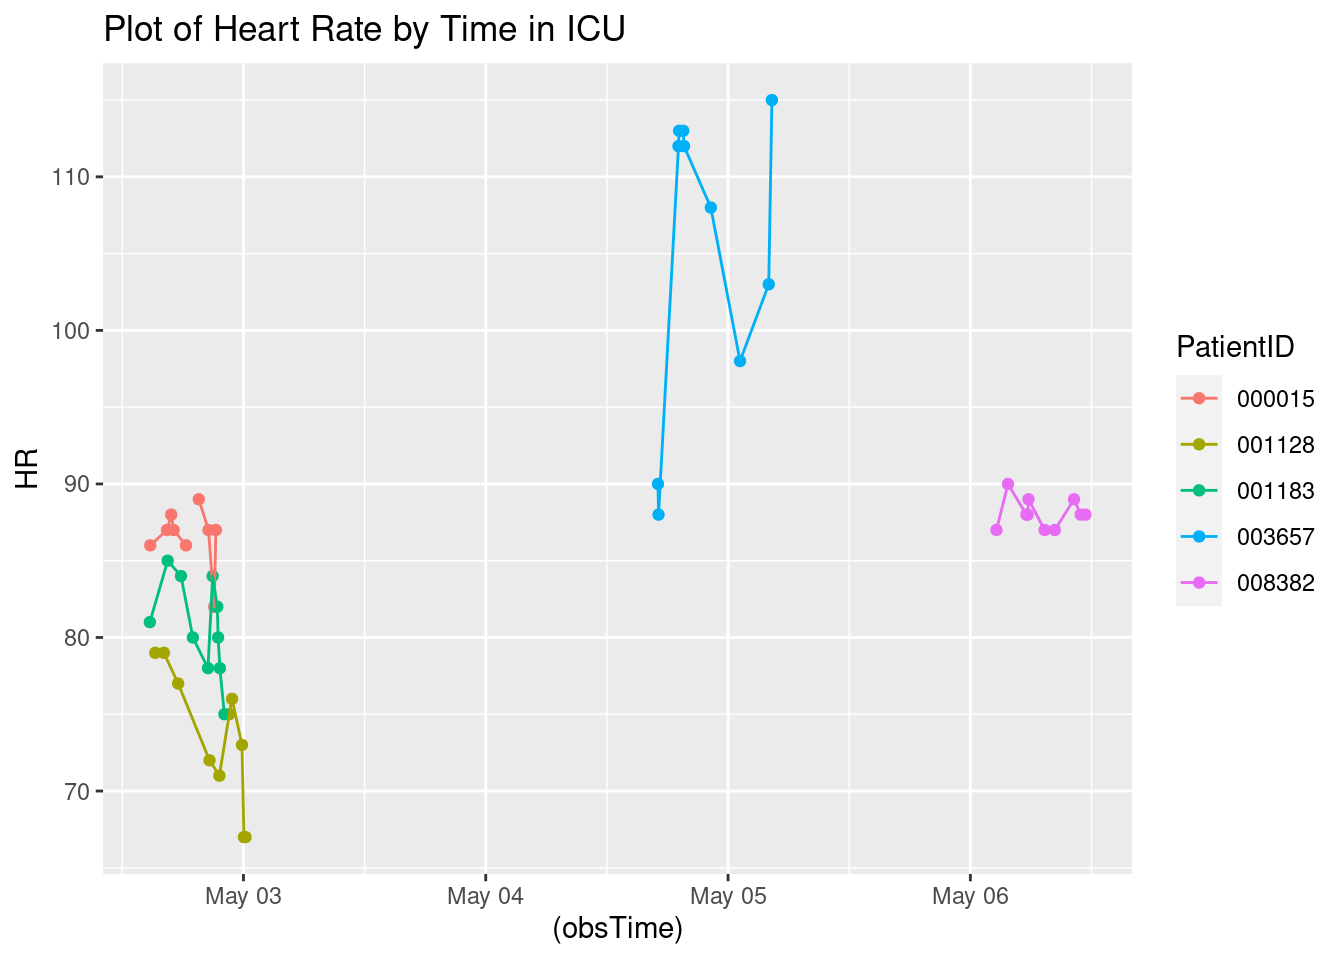 Plot of Heart Rate by Time in ICU
HR
110
100
90
80
70
May 03 May 04 May 05 May 06
(obsTime)
PatientID
000015
001128
001183
003657
008382